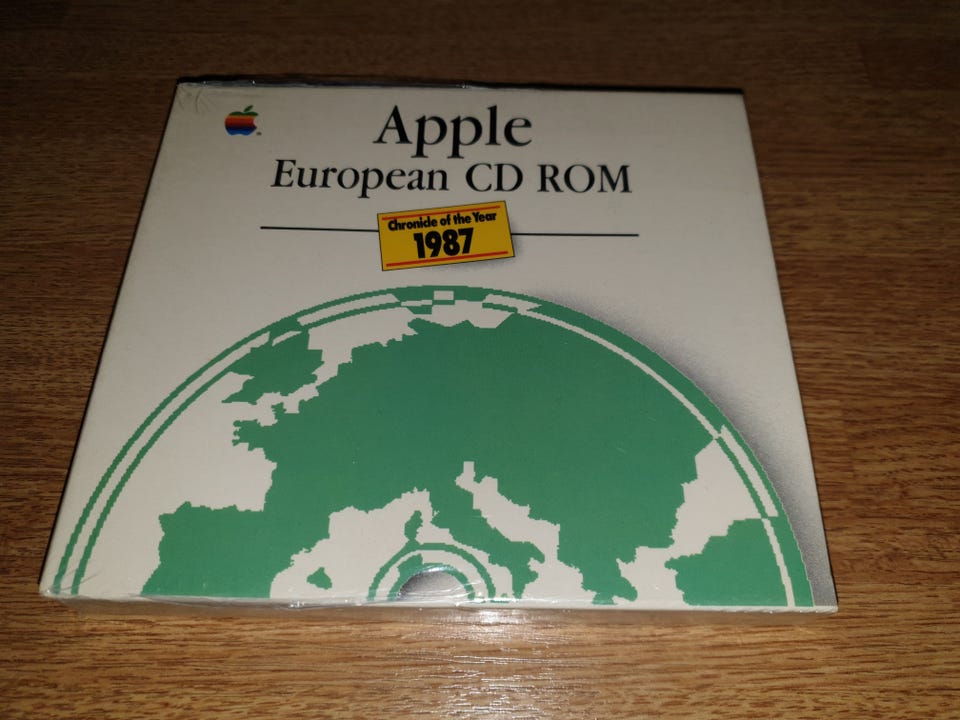 Apple
European CD ROM
Chronicle of the Year
1987